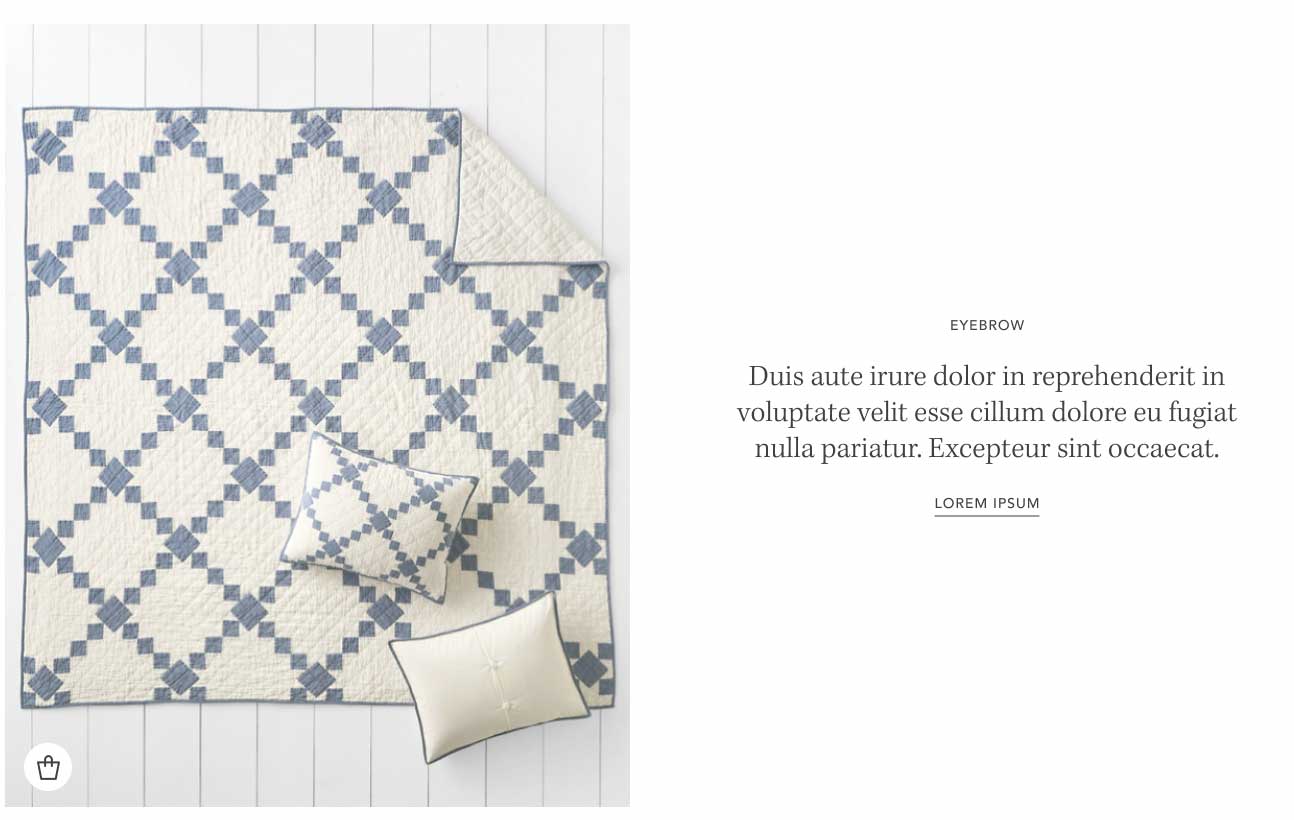 EYEBROW
Duis aute irure dolor in reprehenderit in
voluptate velit esse cillum dolore eu fugiat
nulla pariatur. Excepteur sint occaecat.
LOREM IPSUM